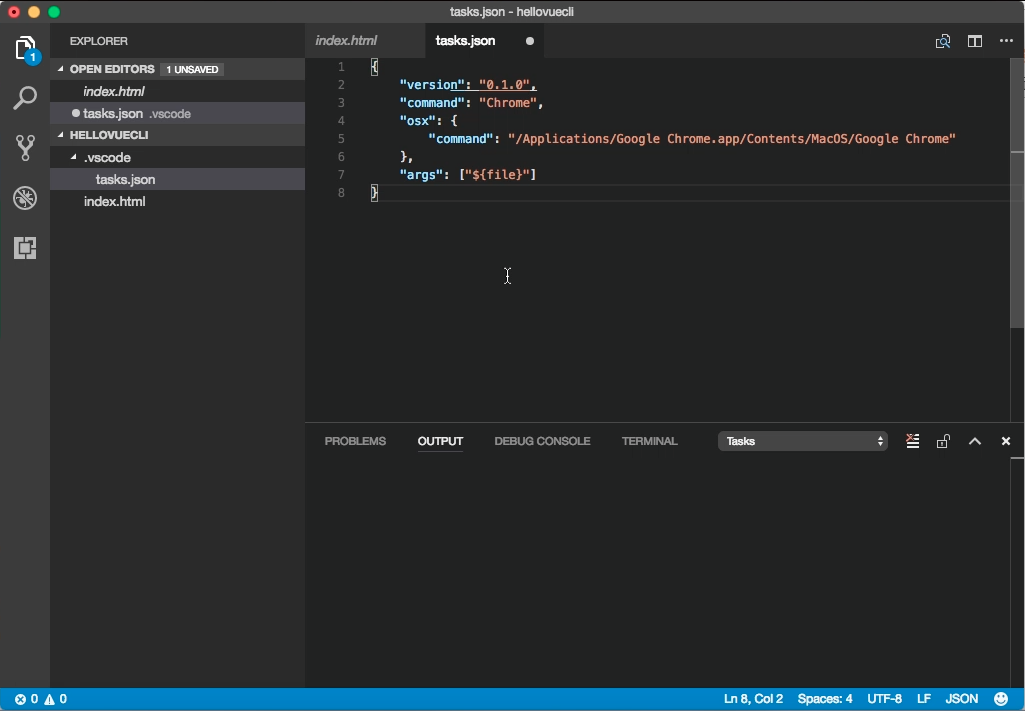 tasks.json - hellovuecli
1
EXPLORER
OPEN EDITORS 1 UNSAVED
index.html
tasks.json .vscode
HELLOVUECLI
.vscode
tasks.json
index.html
index.html tasks.json
1 {
2 "version": "0.1.0",
3 "command": "Chrome",
4 "osx": {
5 "command": "/Applications/Google Chrome.app/Contents/MacOS/Google Chrome"
6 },
7 "args": ["${file}"]
8 }
PROBLEMS OUTPUT DEBUG CONSOLE TERMINAL Tasks
0 0 Ln 8, Col 2 Spaces: 4 UTF-8 LF JSON